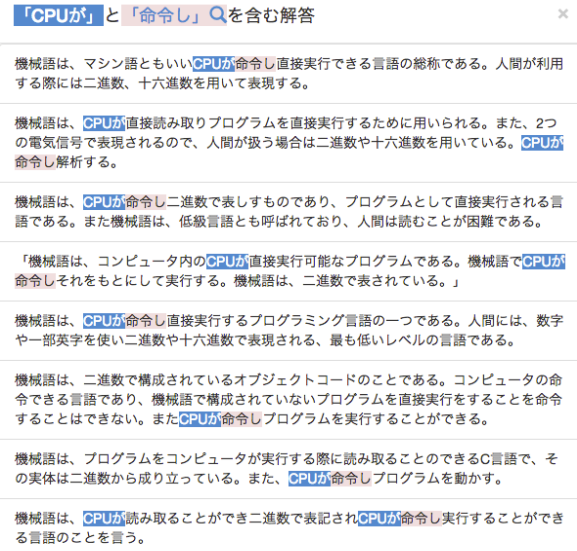 「CPUが」と「命令し」を含む解答 ×
機械語は、マシン語ともいいCPUが命令し直接実行できる言語の総称である。人間が利用
する際には二進数、十六進数を用いて表現する。
機械語は、CPUが直接読み取りプログラムを直接実行するために用いられる。また、2つ
の電気信号で表現されるので、人間が扱う場合は二進数や十六進数を用いている。CPUが
命令し解析する。
機械語は、CPUが命令し二進数で表しすものであり、プログラムとして直接実行される言
語である。また機械語は、低級言語とも呼ばれており、人間は読むことが困難である。
「機械語は、コンピュータ内のCPUが直接実行可能なプログラムである。機械語でCPUが
命令しそれをもとにして実行する。機械語は、二進数で表されている。」
機械語は、CPUが命令し直接実行するプログラミング言語の一つである。人間には、数字
や一部英字を使い二進数や十六進数で表現される、最も低いレベルの言語である。
機械語は、二進数で構成されているオブジェクトコードのことである。コンピュータの命
令できる言語であり、機械語で構成されていないプログラムを直接実行をすることを命令
することはできない。またCPUが命令しプログラムを実行することができる。
機械語は、プログラムをコンピュータが実行する際に読み取ることのできるC言語で、そ
の実体は二進数から成り立っている。また、CPUが命令しプログラムを動かす。
機械語は、CPUが読み取ることができ二進数で表記されCPUが命令し実行することができ
る言語のことを言う。